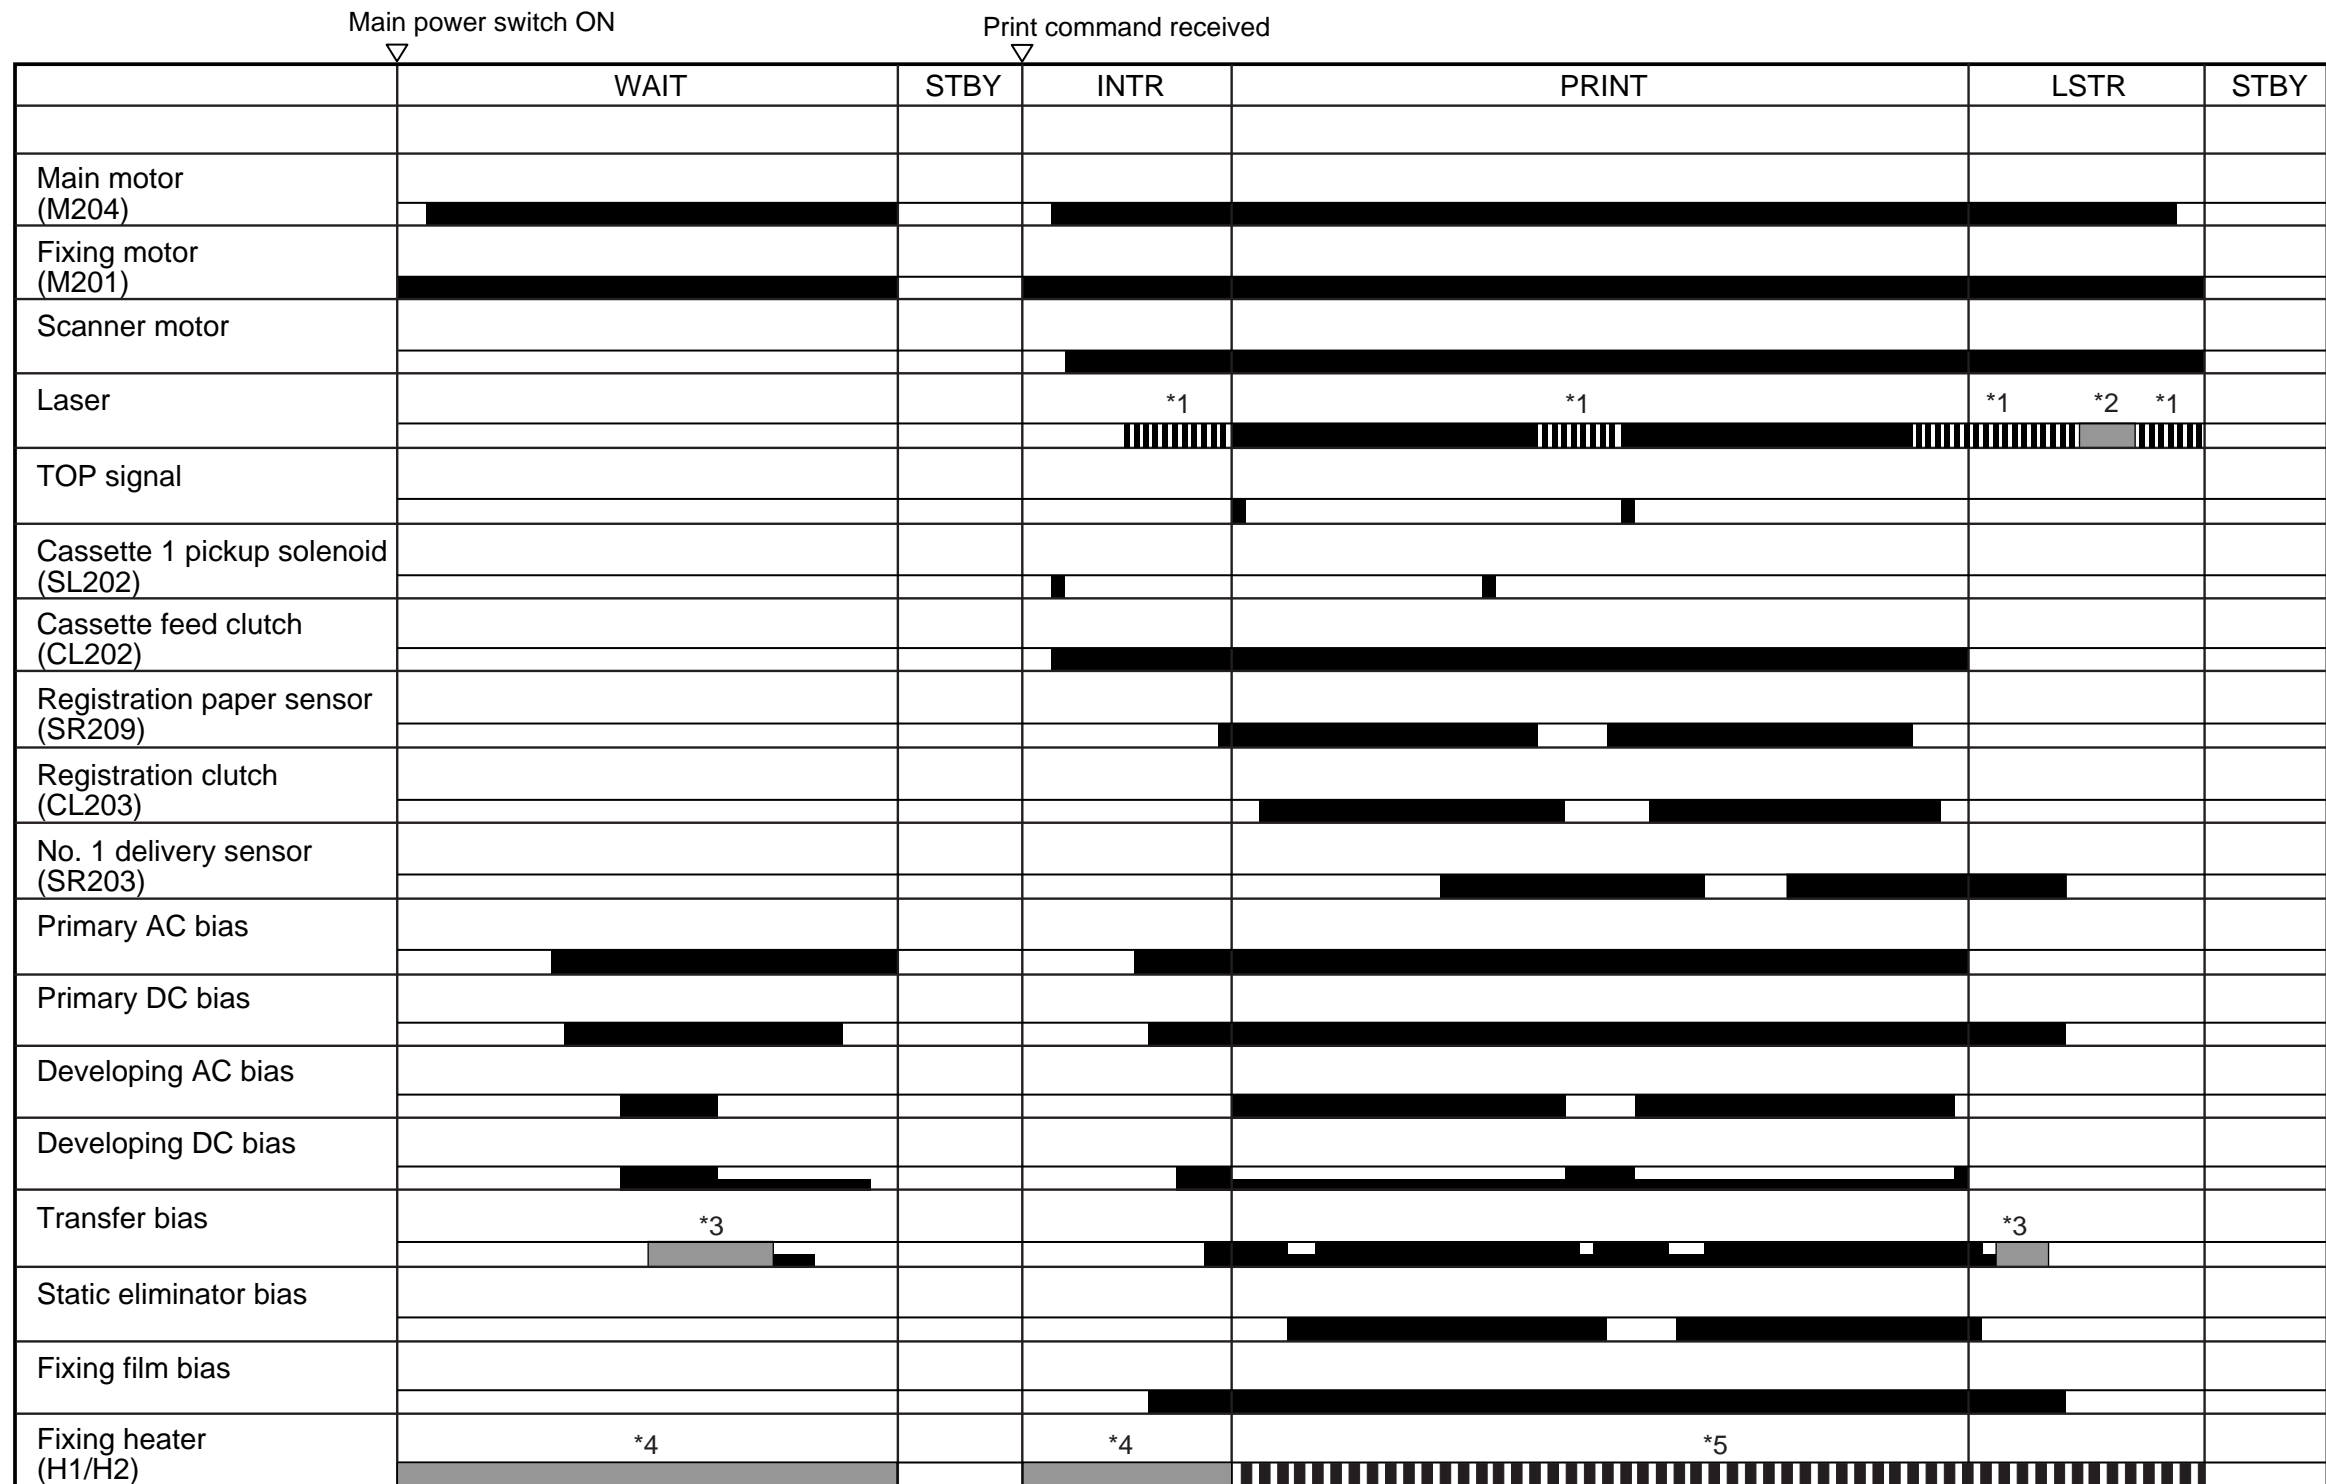 Main power switch ON
Print command received
WAIT STBY INTR PRINT LSTR STBY
Main motor
(M204)
Fixing motor
(M201)
Scanner motor
Laser *1 *1 *1 *2 *1
TOP signal
Cassette 1 pickup solenoid
(SL202)
Cassette feed clutch
(CL202)
Registration paper sensor
(SR209)
Registration clutch
(CL203)
No. 1 delivery sensor
(SR203)
Primary AC bias
Primary DC bias
Developing AC bias
Developing DC bias
Transfer bias *3 *3
Static eliminator bias
Fixing film bias
Fixing heater *4 *4 *5
(H1/H2)